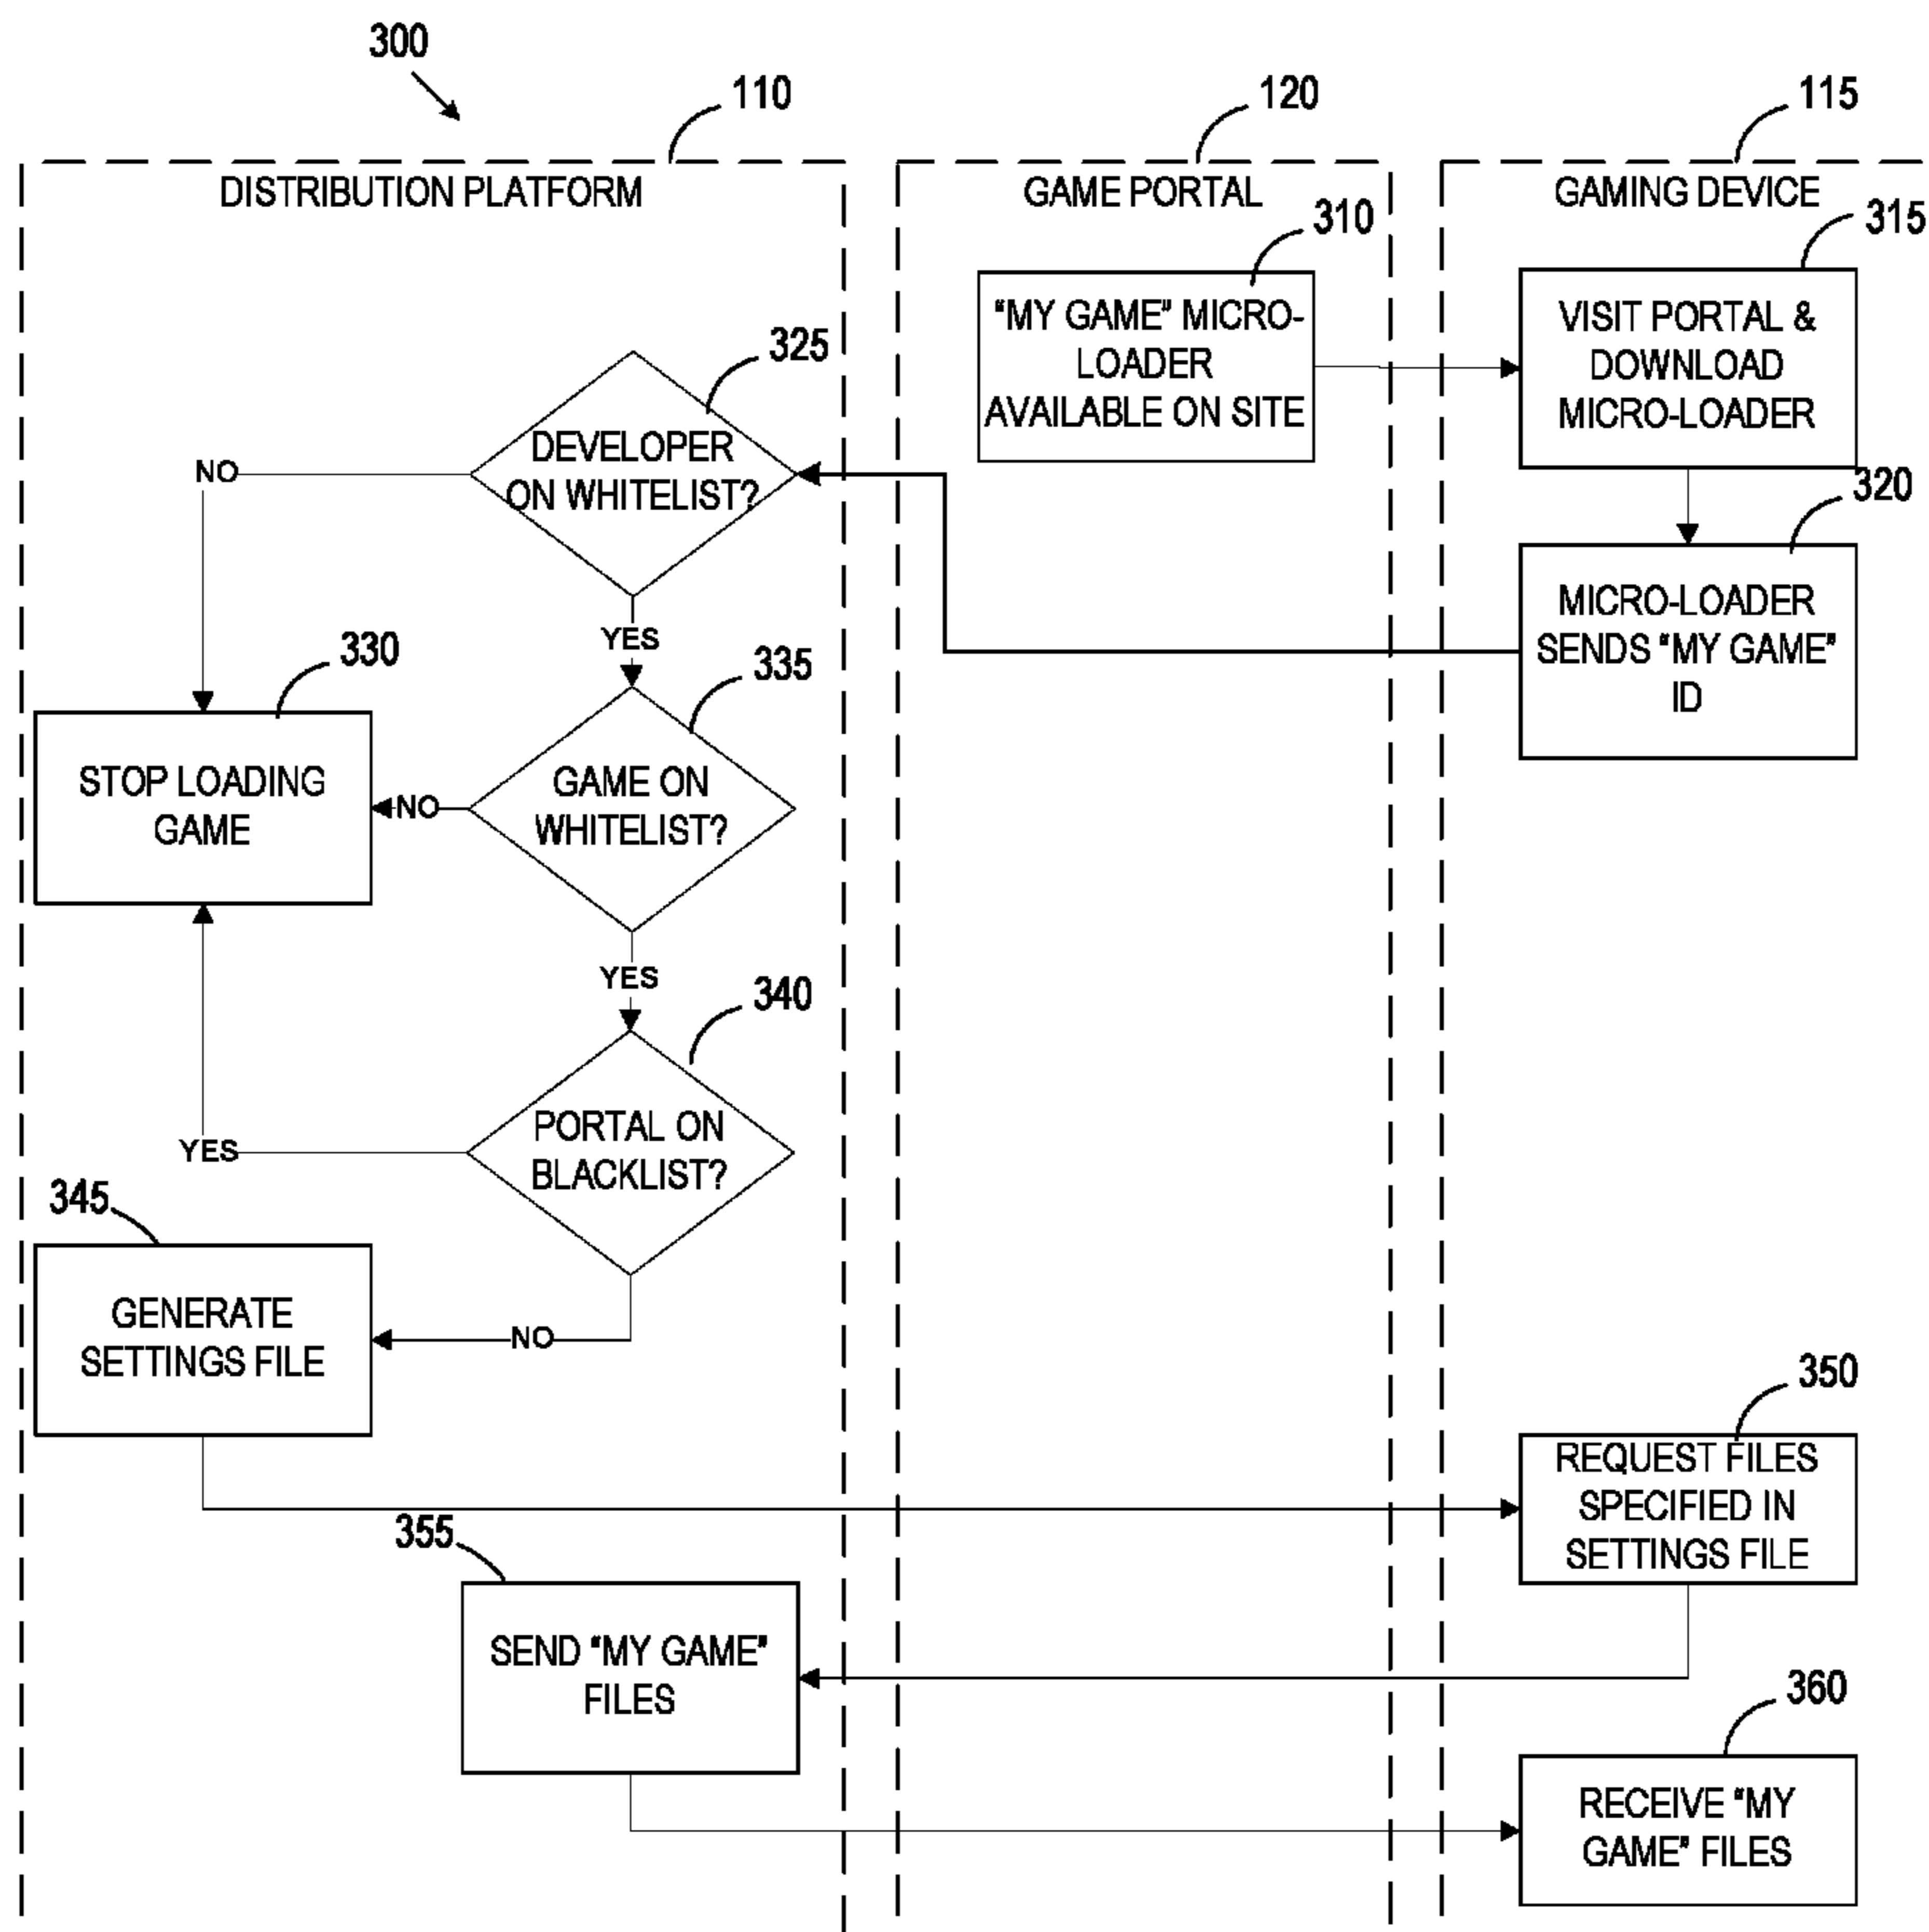 300
110
120
115
DISTRIBUTION PLATFORM
GAME PORTAL
GAMING DEVICE
310
315
"MY GAME" MICRO-
LOADER
AVAILABLE ON SITE
VISIT PORTAL &
DOWNLOAD
MICRO-LOADER
325
DEVELOPER
ON WHITELIST?
NO
YES
320
MICRO-LOADER
SENDS "MY GAME"
ID
330
STOP LOADING
GAME
335
GAME ON
WHITELIST?
NO
YES
340
PORTAL ON
BLACKLIST?
YES
NO
345
GENERATE
SETTINGS FILE
350
REQUEST FILES
SPECIFIED IN
SETTINGS FILE
355
SEND "MY GAME"
FILES
360
RECEIVE "MY
GAME" FILES